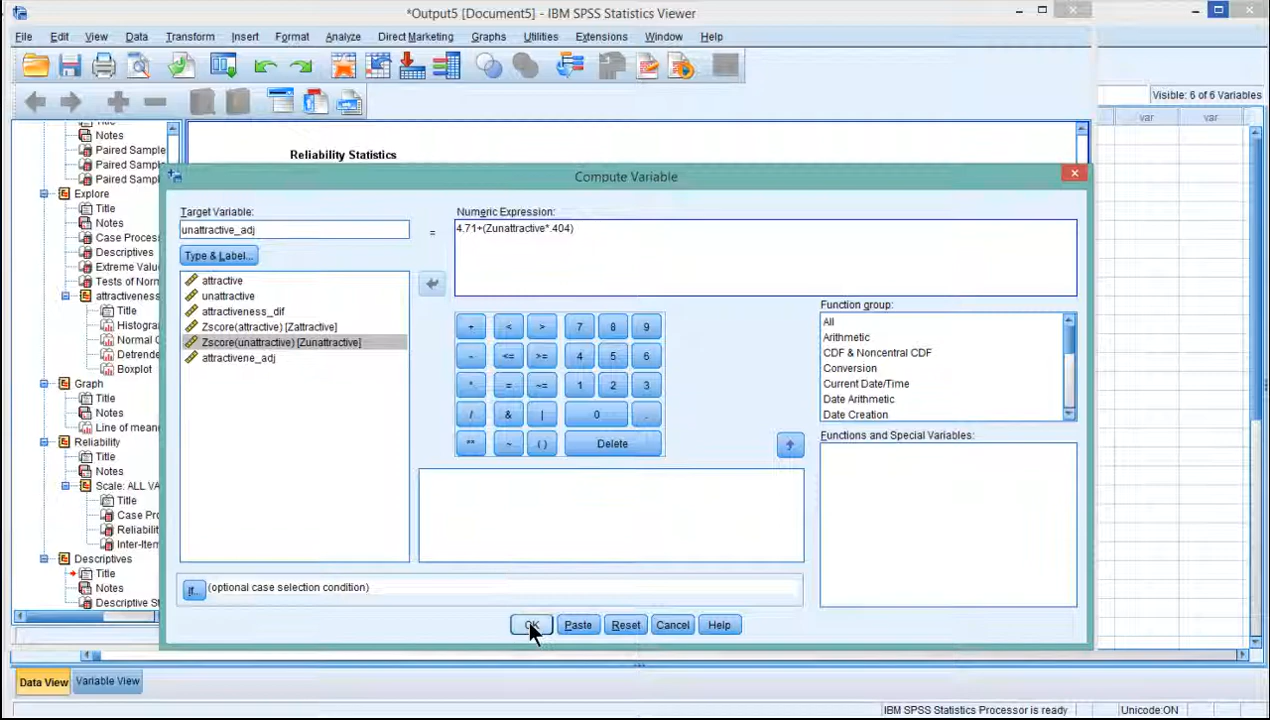 *Output5 [Document5] - IBM SPSS Statistics Viewer
File Edit View Data Transform Insert Format Analyze Direct Marketing Graphs Utilities Extensions Window Help
Visible: 6 of 6 Variables
var var
Notes
Paired Sample
Paired Sampl
Paired Sampl
Explore
Title
Notes
Case Proces
Descriptives
Extreme Valu
Tests of Norm
attractiveness
Title
Histogra
Normal C
Detrende
Boxplot
Graph
Title
Notes
Line of mean
Reliability
Title
Notes
Scale: ALL VA
Title
Case Pro
Reliabilit
Inter-Item
Descriptives
Title
Notes
Descriptive St
Reliability Statistics
Compute Variable
Target Variable:
unattractive_adj
=
Numeric Expression:
4.71+(Zunattractive*.404)
Type & Label...
attractive
unattractive
attractiveness_dif
Zscore(attractive) [Zattractive]
Zscore(unattractive) [Zunattractive]
attractivene_adj
+ < > 7 8 9
- <= >= 4 5 6
* = ~= 1 2 3
/ & | 0 .
** ~ ( ) Delete
Function group:
All
Arithmetic
CDF & Noncentral CDF
Conversion
Current Date/Time
Date Arithmetic
Date Creation
Functions and Special Variables:
If... (optional case selection condition)
OK Paste Reset Cancel Help
Data View Variable View
IBM SPSS Statistics Processor is ready Unicode:ON